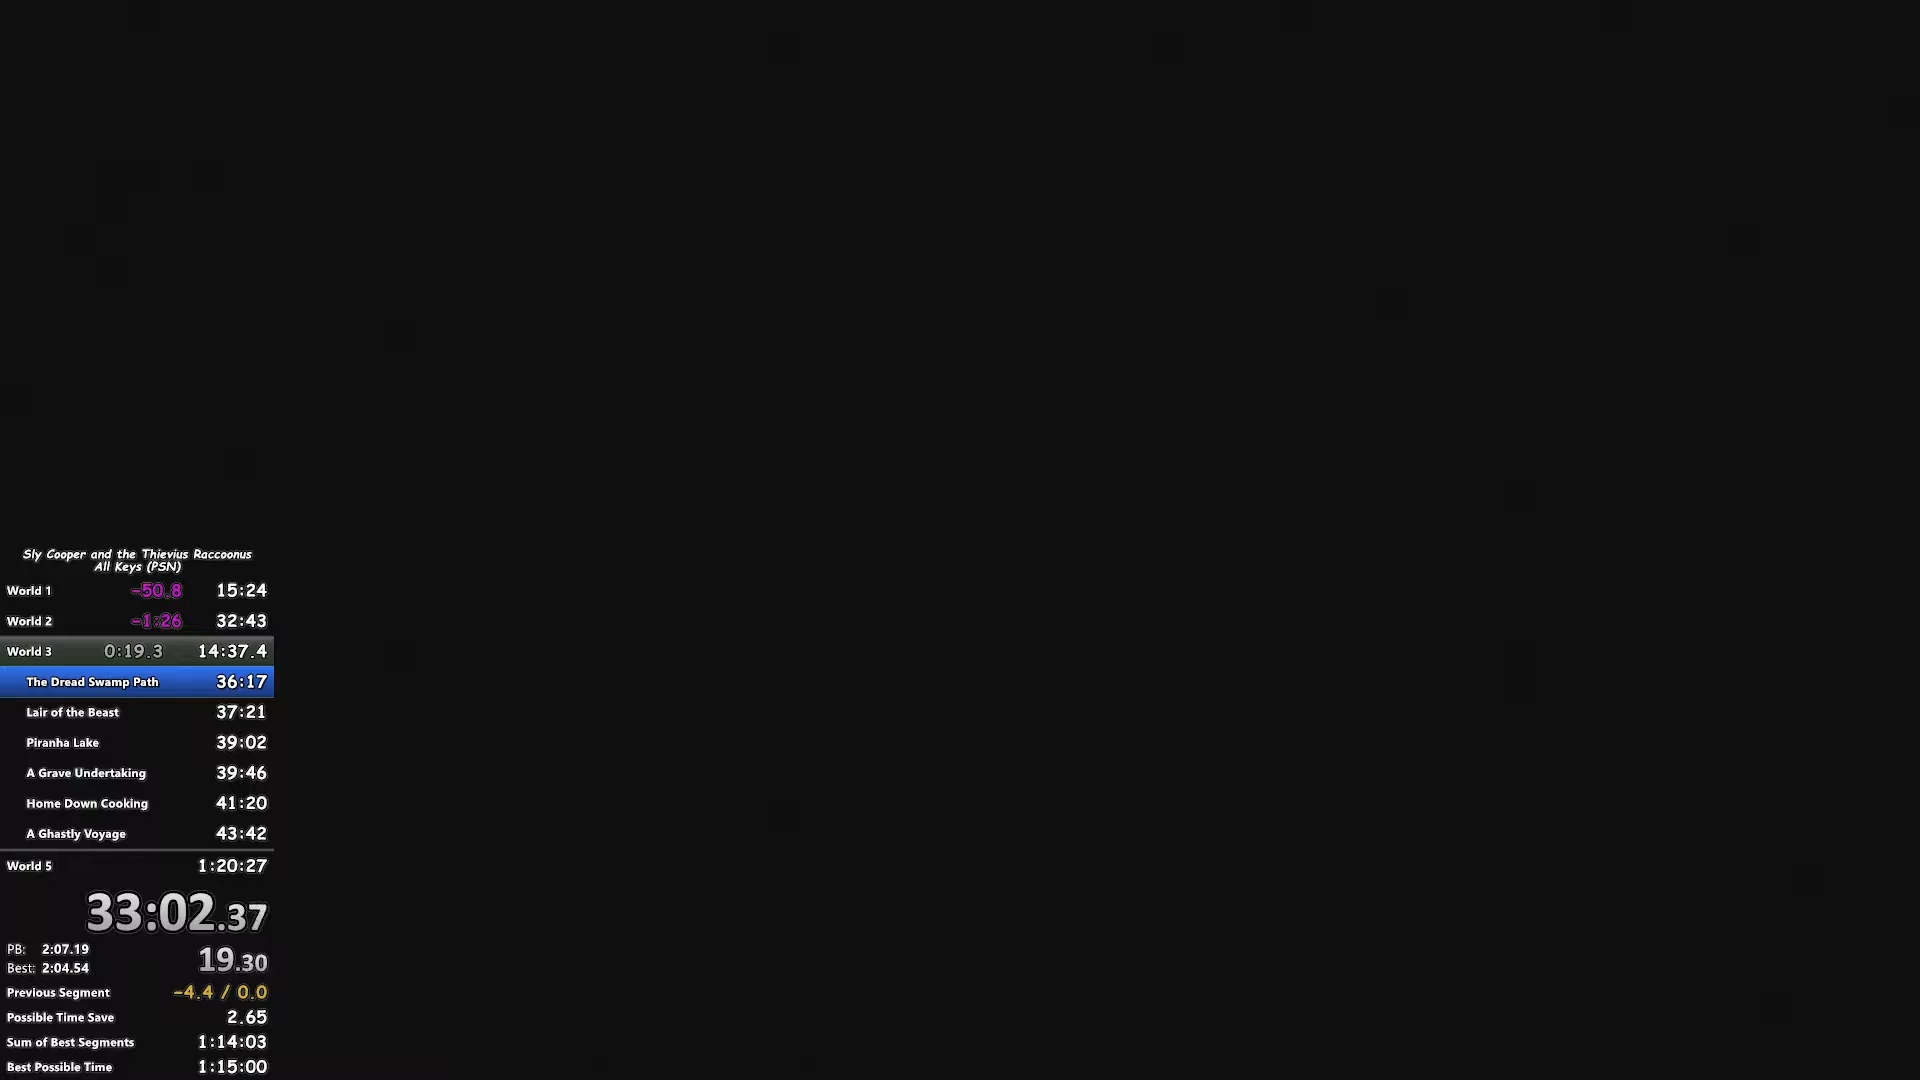 Sly Cooper and the Thievius Raccoonus
All Keys (PSN)
World 1 -50.8 15:24
World 2 -1:26 32:43
World 3 0:19.3 14:37.4
The Dread Swamp Path 36:17
Lair of the Beast 37:21
Piranha Lake 39:02
A Grave Undertaking 39:46
Home Down Cooking 41:20
A Ghastly Voyage 43:42
World 5 1:20:27
33:02.37
PB: 2:07.19
19.30
Best: 2:04.54
Previous Segment -4.4 / 0.0
Possible Time Save 2.65
Sum of Best Segments 1:14:03
Best Possible Time 1:15:00